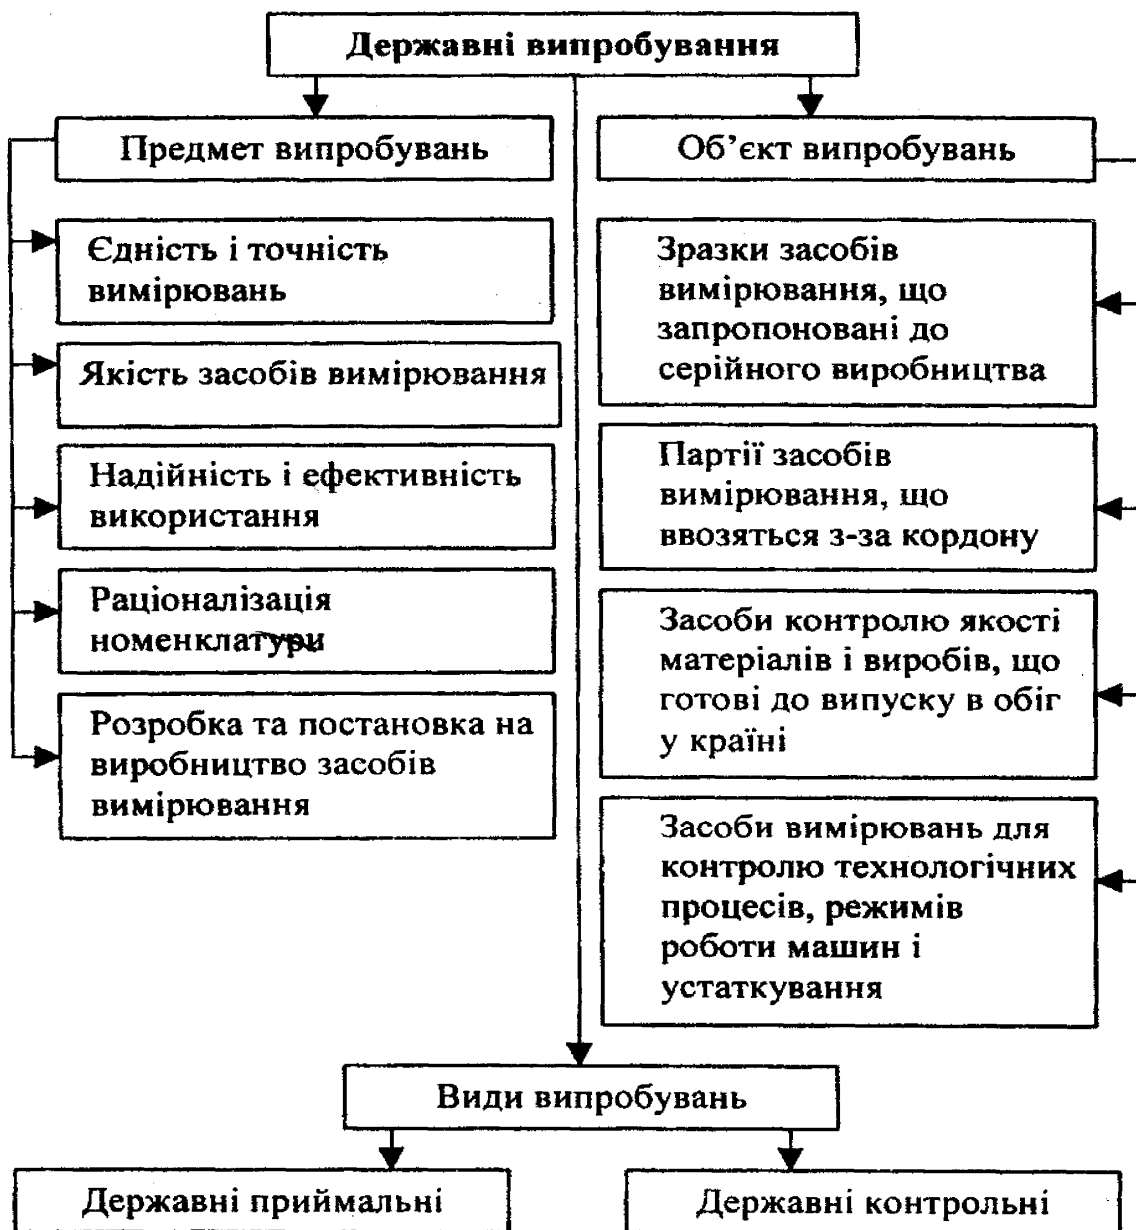 Державні випробування
Предмет випробувань
Єдність і точність
вимірювань
Якість засобів вимірювання
Надійність і ефективність
використання
Раціоналізація
номенклатури
Розробка та постановка на
виробництво засобів
вимірювання
Об’єкт випробувань
Зразки засобів
вимірювання, що
запропоновані до
серійного виробництва
Партії засобів
вимірювання, що
ввозяться з-за кордону
Засоби контролю якості
матеріалів і виробів, що
готові до випуску в обіг
у країні
Засоби вимірювань для
контролю технологічних
процесів, режимів
роботи машин і
устаткування
Види випробувань
Державні приймальні
Державні контрольні